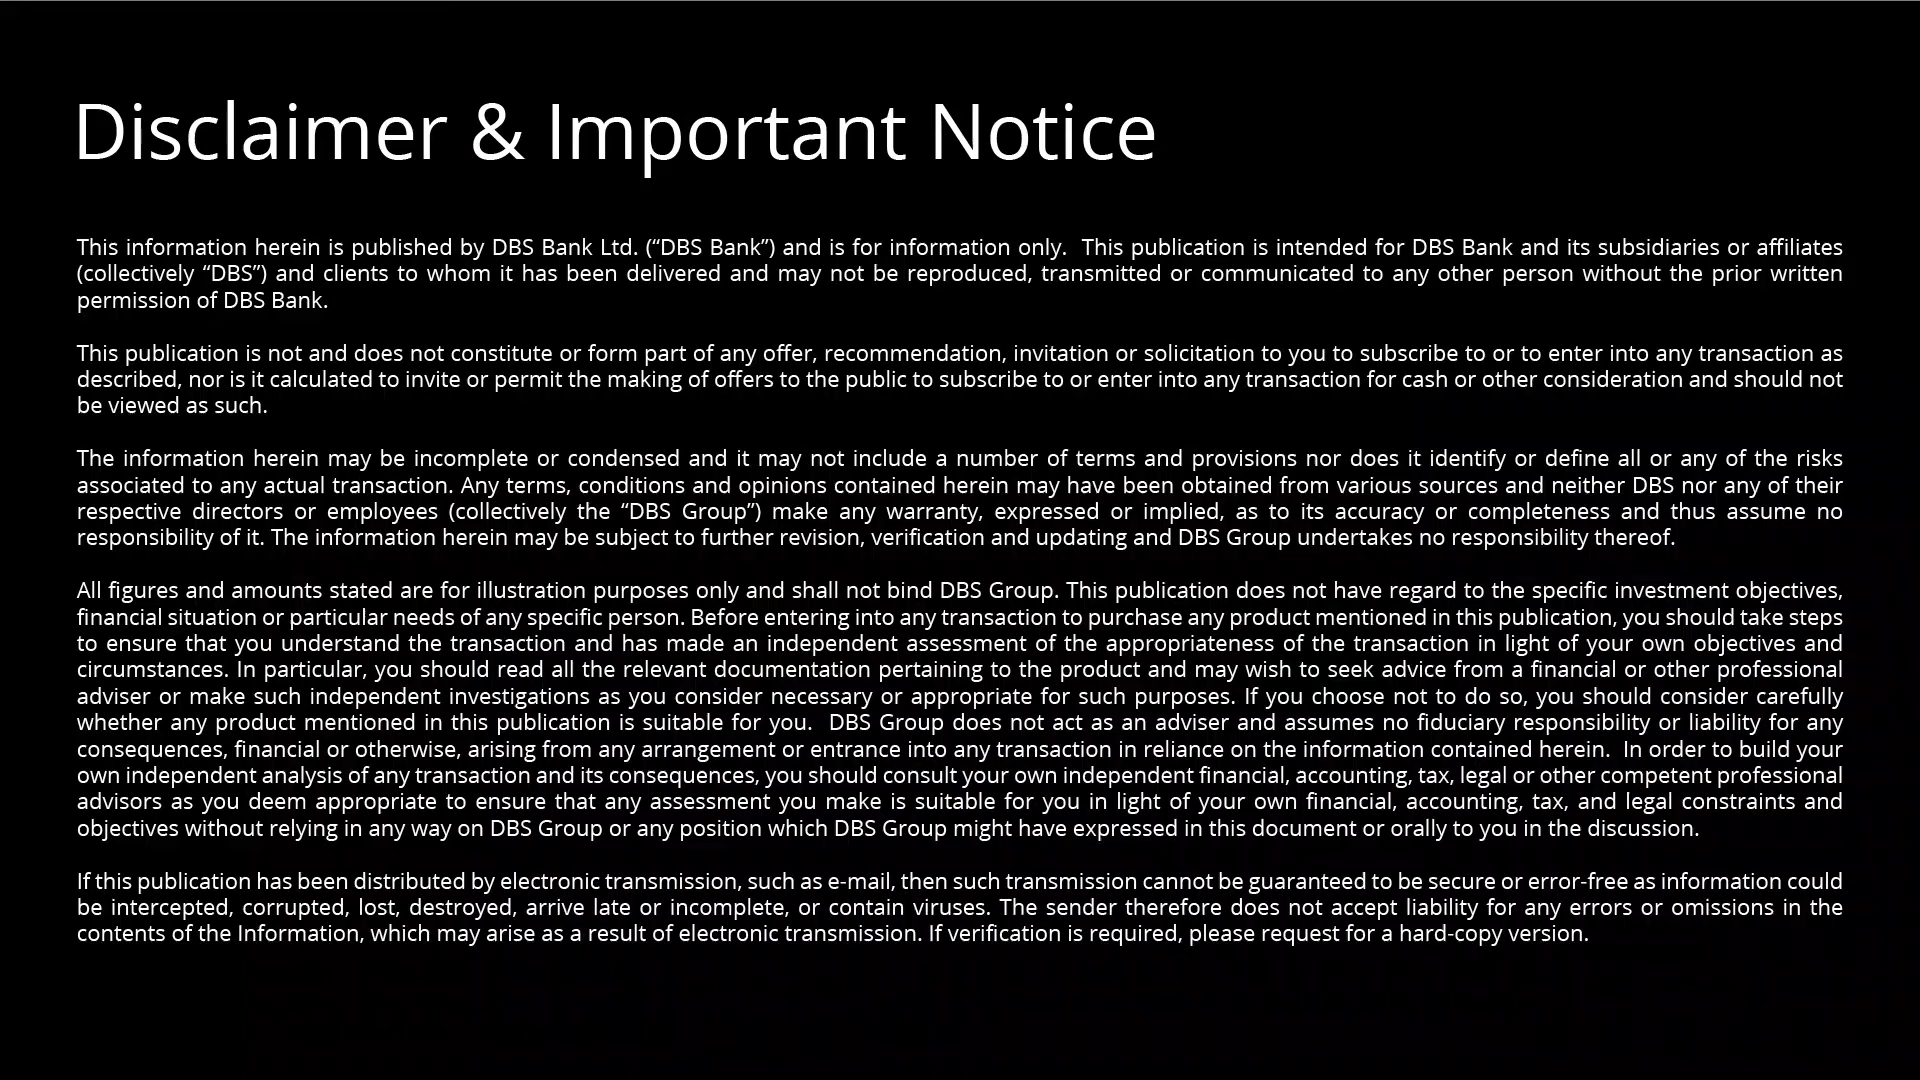 Disclaimer & Important Notice
This information herein is published by DBS Bank Ltd. (“DBS Bank”) and is for information only.  This publication is intended for DBS Bank and its subsidiaries or affiliates
(collectively “DBS”) and clients to whom it has been delivered and may not be reproduced, transmitted or communicated to any other person without the prior written
permission of DBS Bank.
This publication is not and does not constitute or form part of any offer, recommendation, invitation or solicitation to you to subscribe to or to enter into any transaction as
described, nor is it calculated to invite or permit the making of offers to the public to subscribe to or enter into any transaction for cash or other consideration and should not
be viewed as such.
The information herein may be incomplete or condensed and it may not include a number of terms and provisions nor does it identify or define all or any of the risks
associated to any actual transaction. Any terms, conditions and opinions contained herein may have been obtained from various sources and neither DBS nor any of their
respective directors or employees (collectively the “DBS Group”) make any warranty, expressed or implied, as to its accuracy or completeness and thus assume no
responsibility of it. The information herein may be subject to further revision, verification and updating and DBS Group undertakes no responsibility thereof.
All figures and amounts stated are for illustration purposes only and shall not bind DBS Group. This publication does not have regard to the specific investment objectives,
financial situation or particular needs of any specific person. Before entering into any transaction to purchase any product mentioned in this publication, you should take steps
to ensure that you understand the transaction and has made an independent assessment of the appropriateness of the transaction in light of your own objectives and
circumstances. In particular, you should read all the relevant documentation pertaining to the product and may wish to seek advice from a financial or other professional
adviser or make such independent investigations as you consider necessary or appropriate for such purposes. If you choose not to do so, you should consider carefully
whether any product mentioned in this publication is suitable for you.  DBS Group does not act as an adviser and assumes no fiduciary responsibility or liability for any
consequences, financial or otherwise, arising from any arrangement or entrance into any transaction in reliance on the information contained herein.  In order to build your
own independent analysis of any transaction and its consequences, you should consult your own independent financial, accounting, tax, legal or other competent professional
advisors as you deem appropriate to ensure that any assessment you make is suitable for you in light of your own financial, accounting, tax, and legal constraints and
objectives without relying in any way on DBS Group or any position which DBS Group might have expressed in this document or orally to you in the discussion.
If this publication has been distributed by electronic transmission, such as e-mail, then such transmission cannot be guaranteed to be secure or error-free as information could
be intercepted, corrupted, lost, destroyed, arrive late or incomplete, or contain viruses. The sender therefore does not accept liability for any errors or omissions in the
contents of the Information, which may arise as a result of electronic transmission. If verification is required, please request for a hard-copy version.